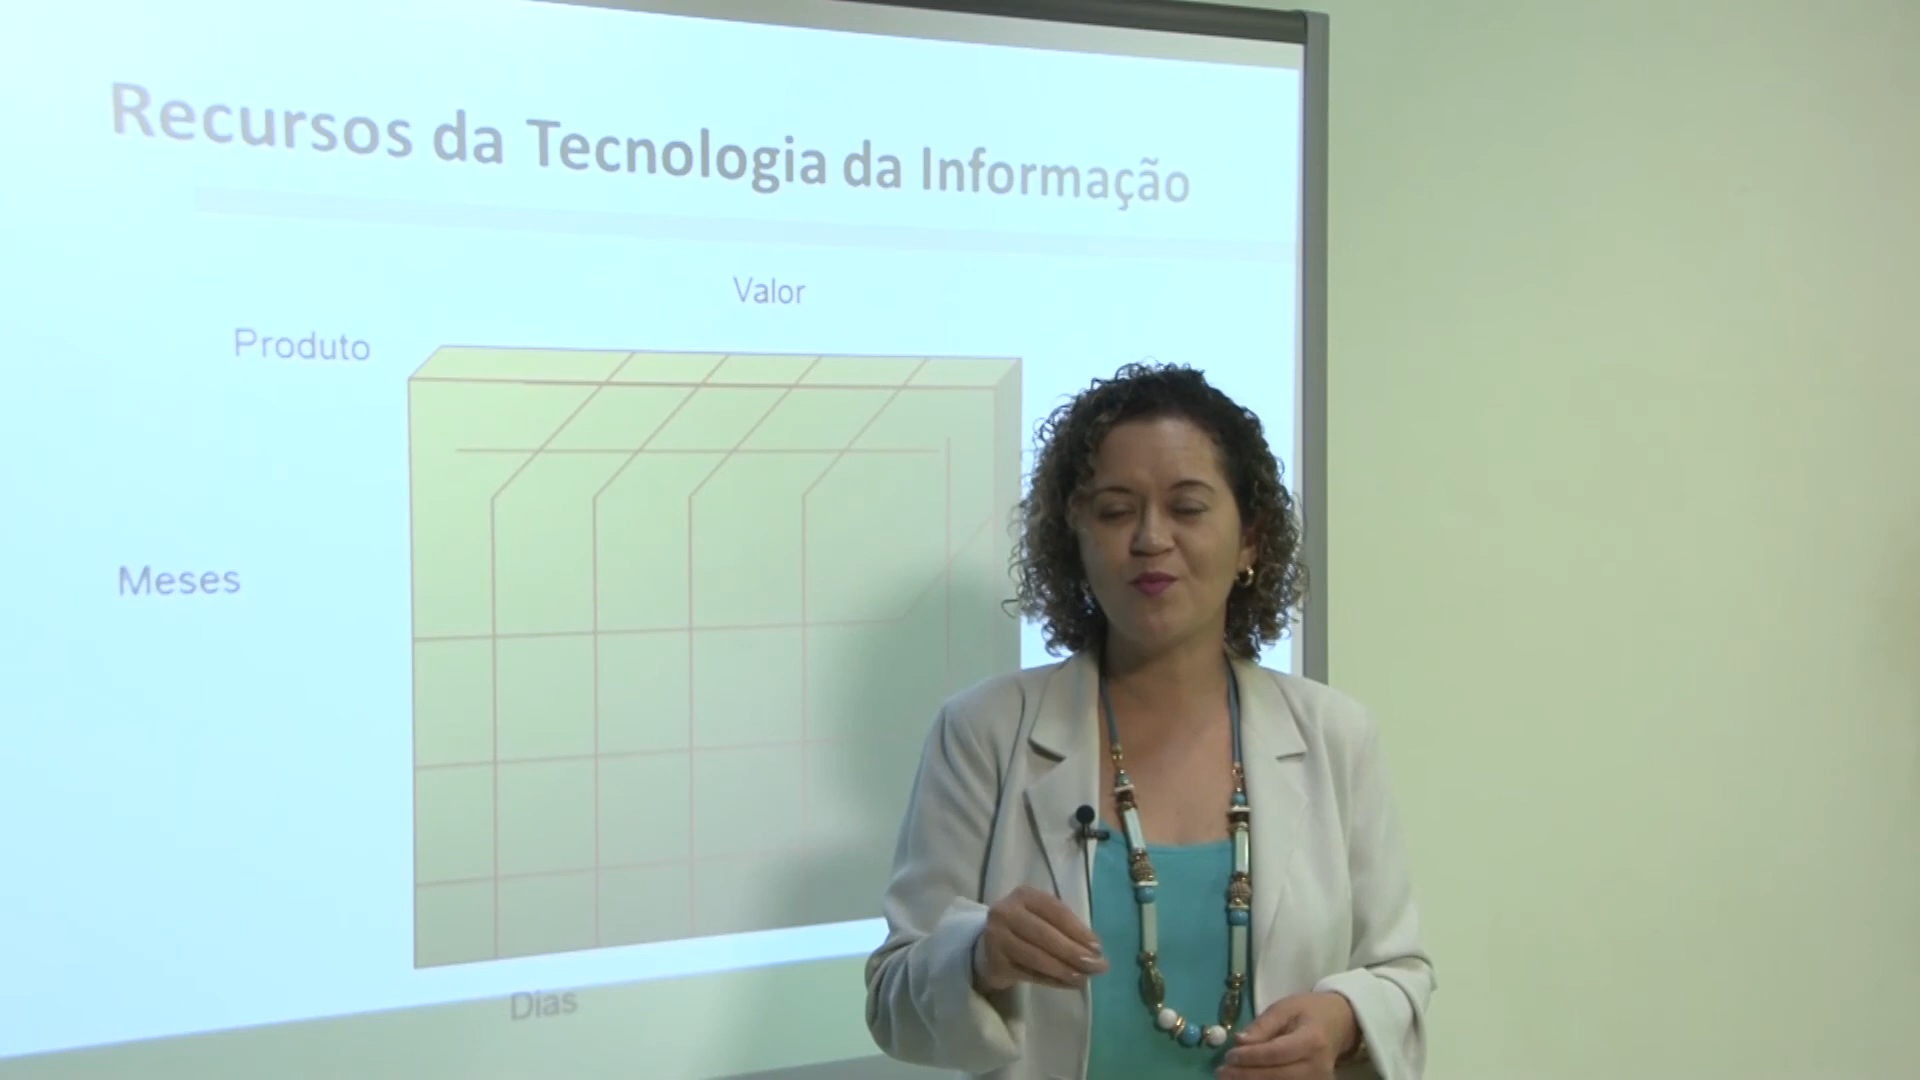 Recursos da Tecnologia da Informação
Valor
Produto
Meses
Dias